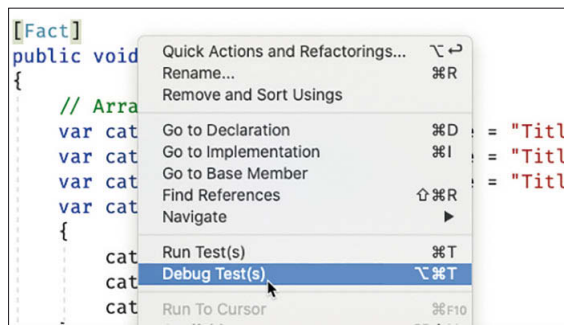 [Fact]
public void
Quick Actions and Refactorings... ⌥↩
Rename... ⌘R
{
Remove and Sort Usings
// Arra
var cat Go to Declaration ⌘D = "Titl
var cat Go to Implementation ⌘I = "Titl
var cat Go to Base Member = "Titl
Find References ⇧⌘R
var cat Navigate ▶
{
Run Test(s) ⌘T
cat
Debug Test(s) ⌥⌘T
cat
cat Run To Cursor ⌘F10